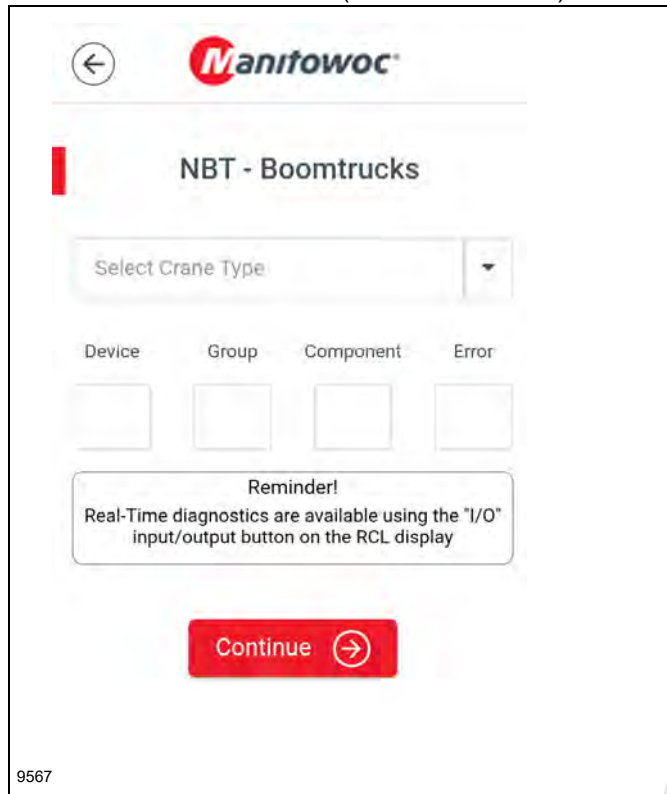 Manitowoc
NBT - Boomtrucks
Select Crane Type
Device Group Component Error
Reminder!
Real-Time diagnostics are available using the "I/O"
input/output button on the RCL display
Continue
9567